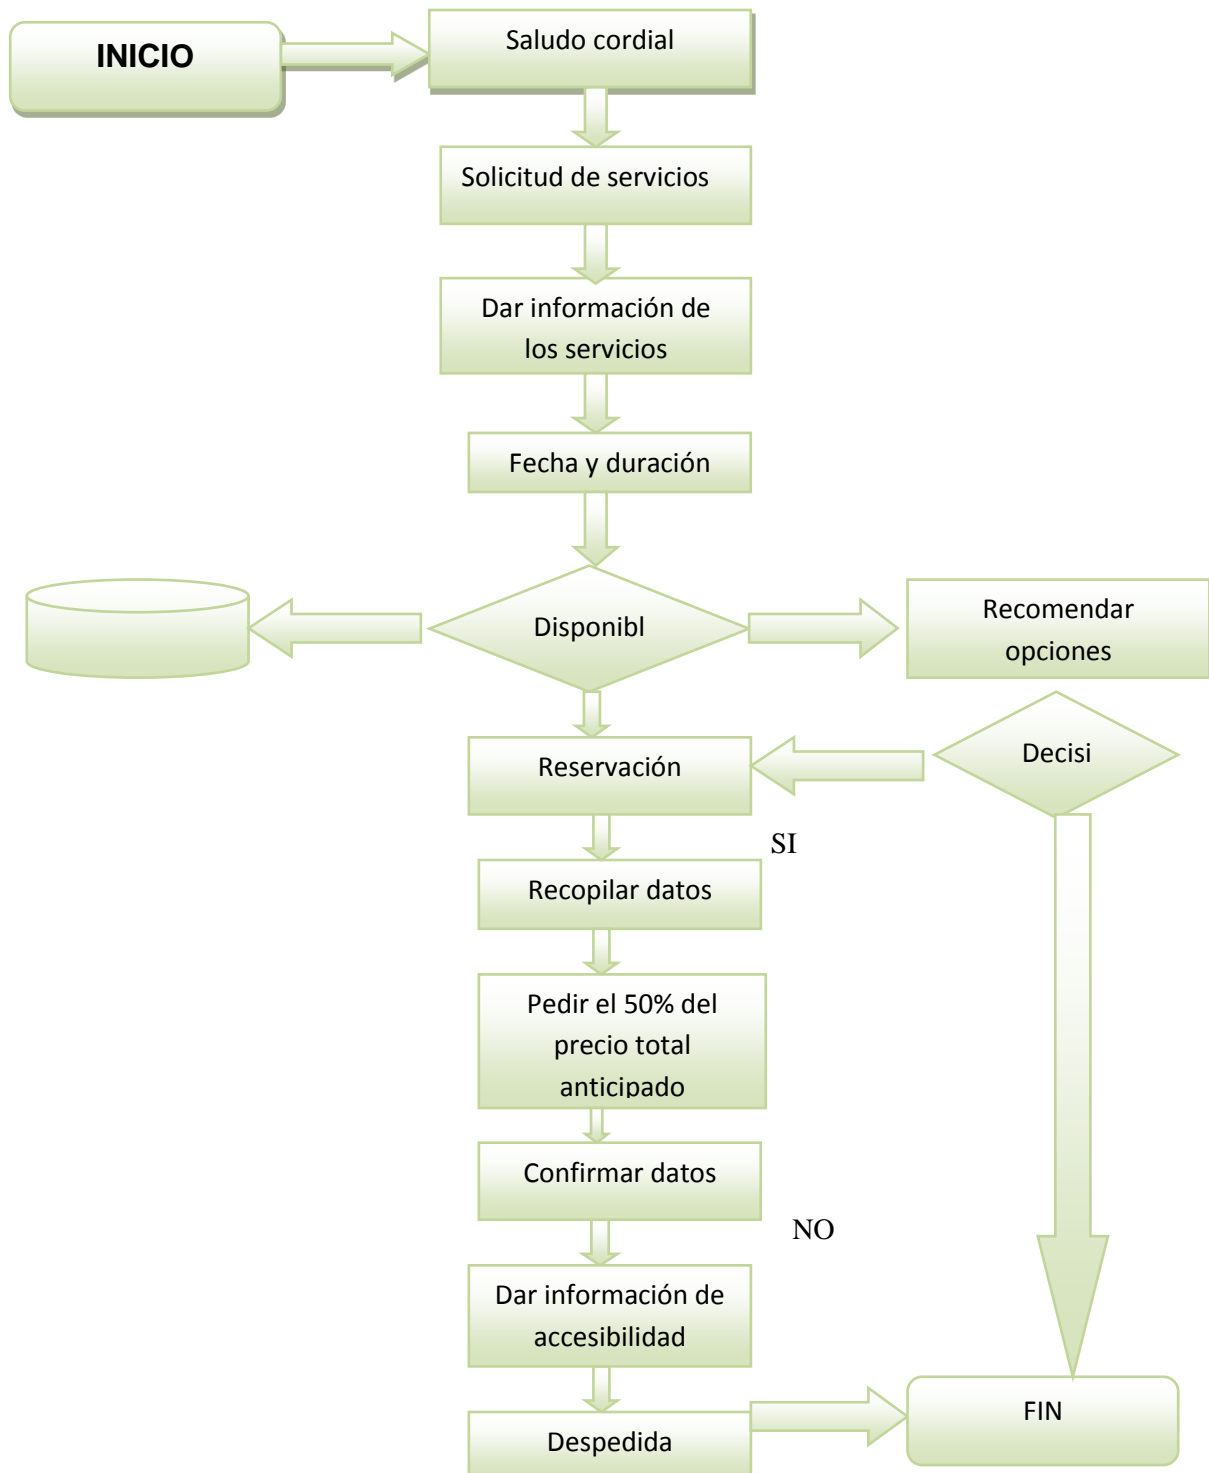 INICIO
Saludo cordial
Solicitud de servicios
Dar información de
los servicios
Fecha y duración
Disponibl
Recomendar
opciones
Decisi
Reservación
SI
Recopilar datos
Pedir el 50% del
precio total
anticipado
Confirmar datos
NO
Dar información de
accesibilidad
Despedida
FIN